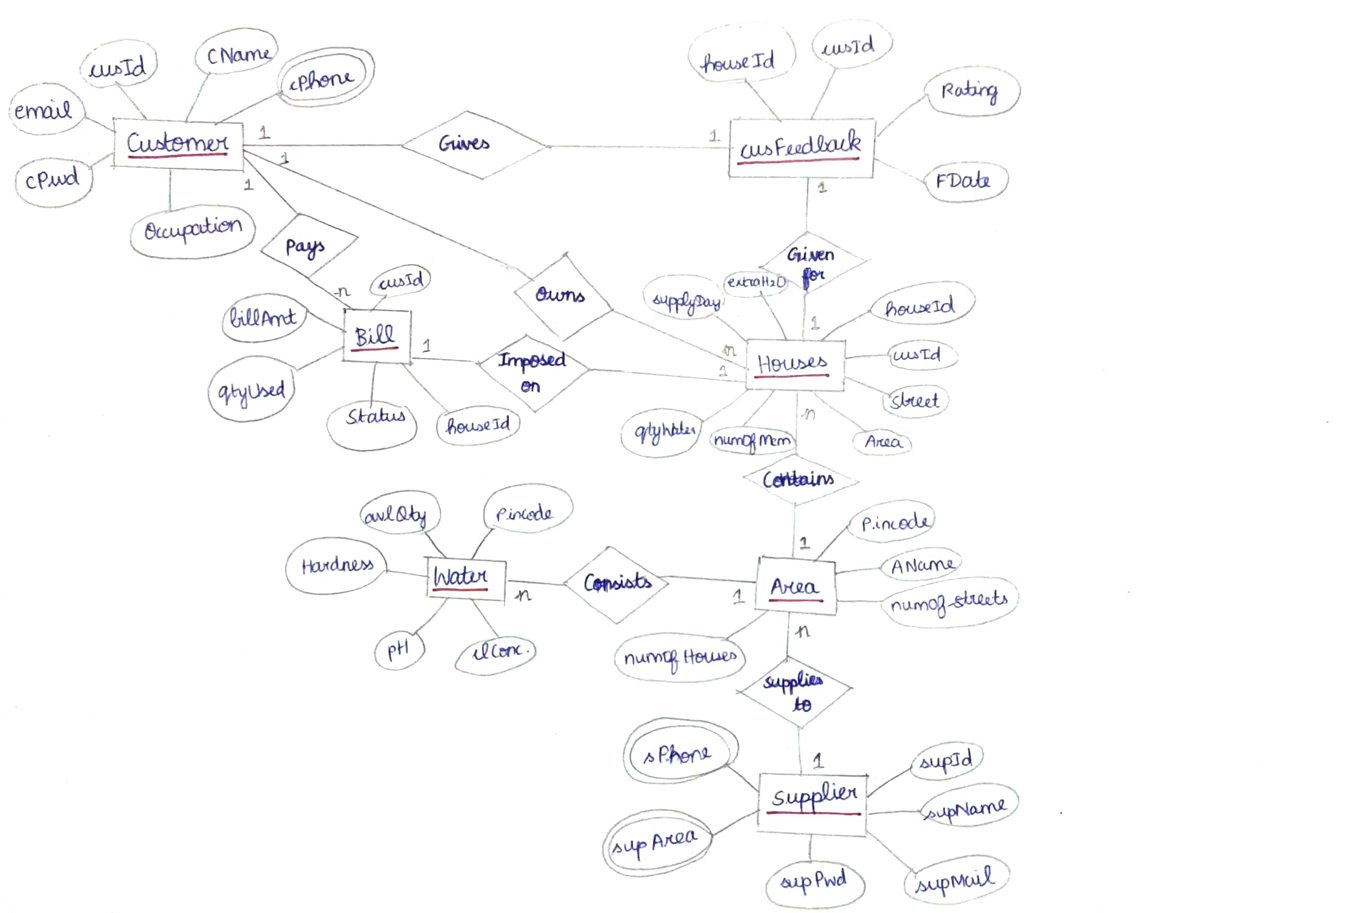 cusId
CName
cPhone
email
Customer
cPwd
Occupation
1
1
1
Gives
1
houseId
cusId
Rating
cusFeedback
FDate
1
Pays
n
cusId
billAmt
Bill
qtyUsed
Status
houseId
1
Owns
n
Imposed
on
1
Given
for
1
supplyDay
extraH2O
houseId
Houses
cusId
Street
Area
numOfMem
qtyWater
n
Contains
1
avlQty
Pincode
Hardness
Water
pH
n
Consists
1
Pincode
Area
AName
numOf-streets
numOf Houses
n
supplies
to
1
sPhone
supId
Supplier
supName
supArea
supPwd
supMail